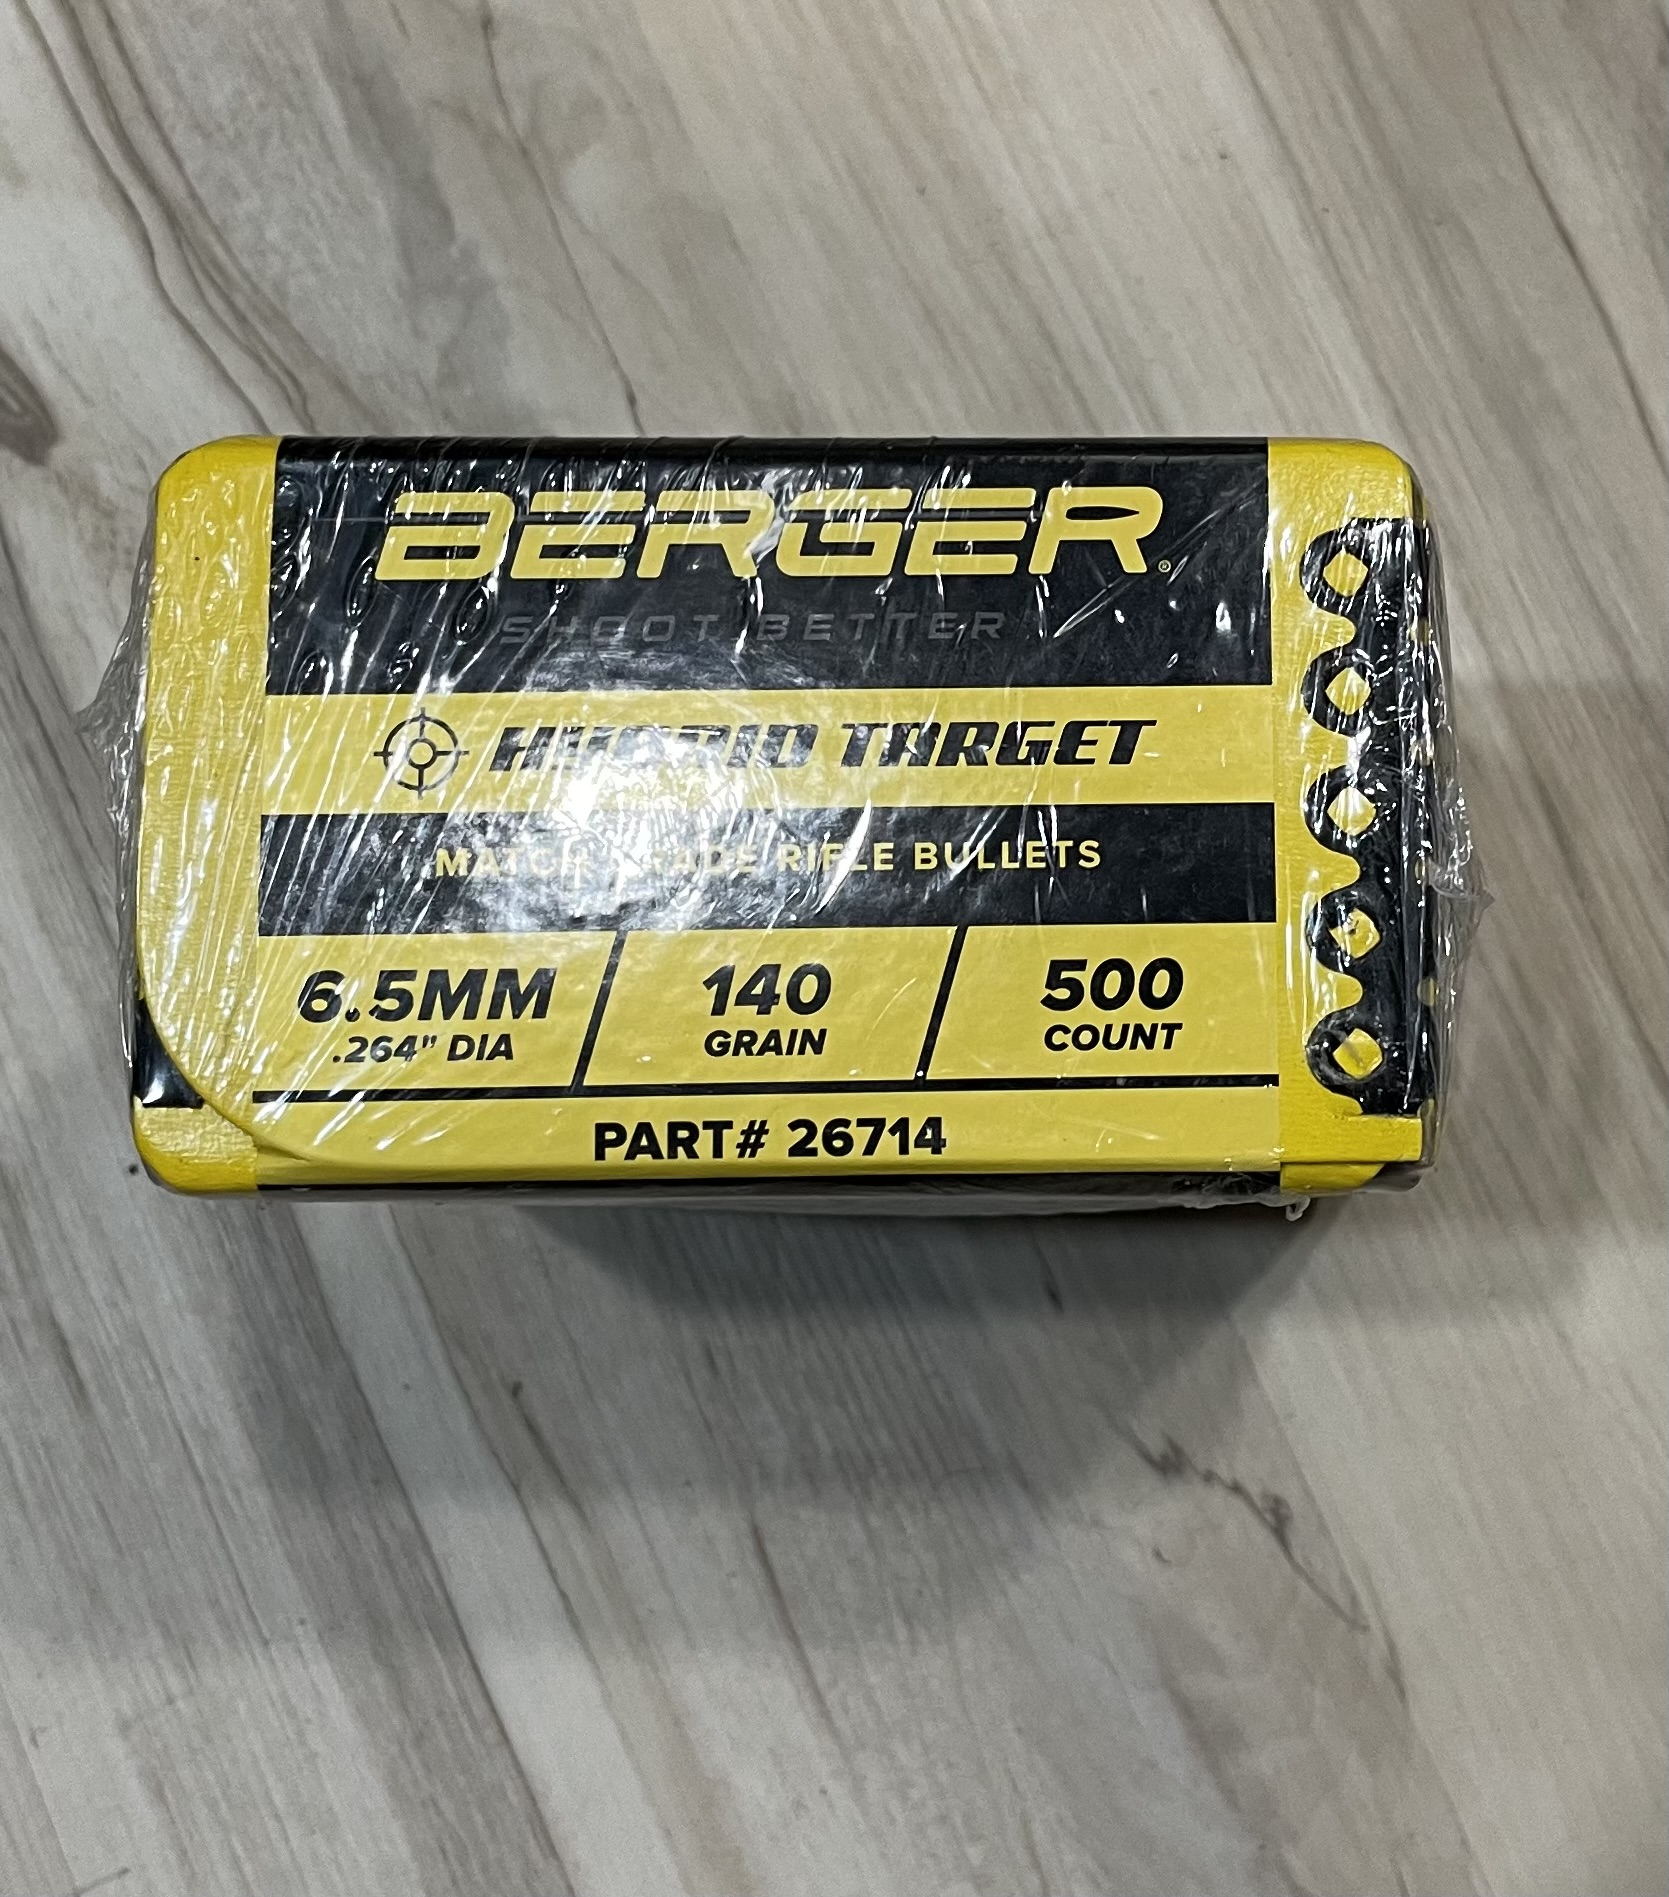 BERGER®
SHOOT BETTER
HYBRID TARGET
MATCH GRADE RIFLE BULLETS
6.5MM 140 500
.264" DIA GRAIN COUNT
PART# 26714